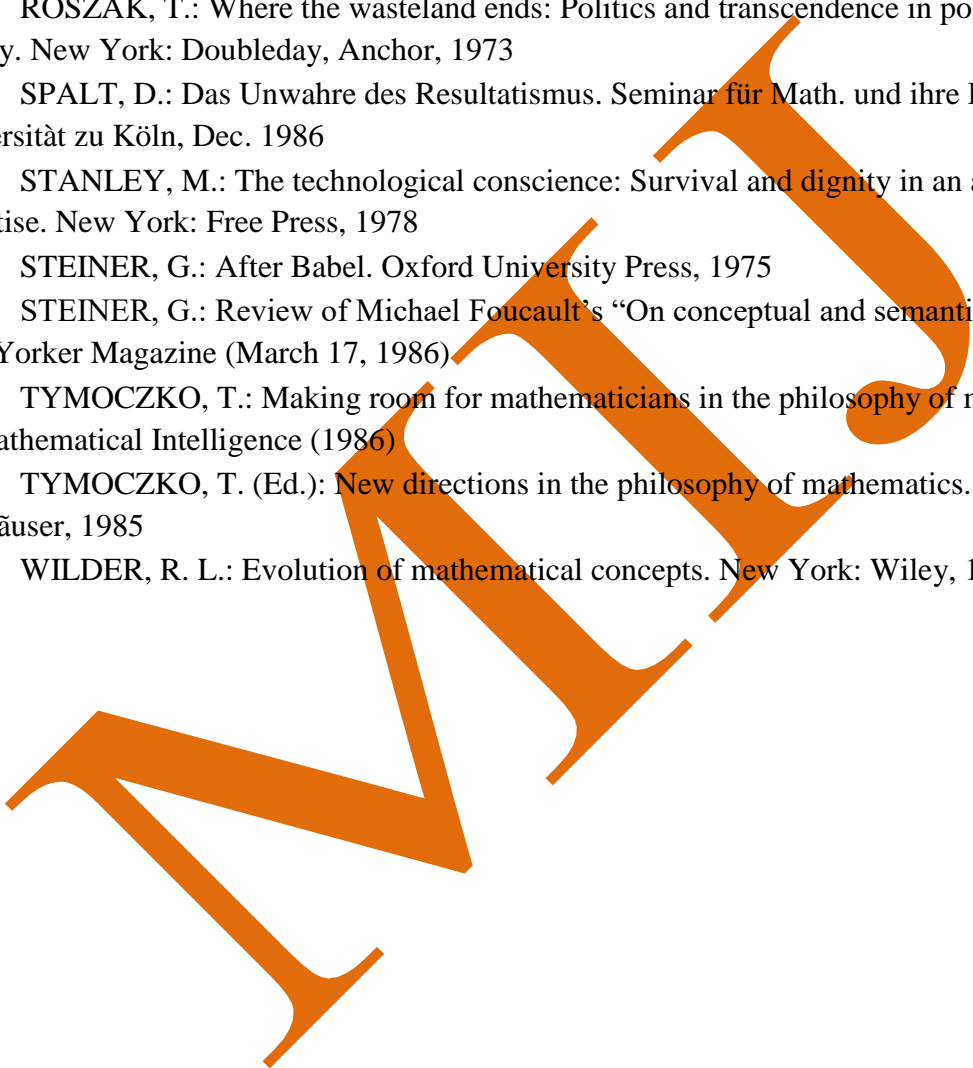 ROSZAK, T.: Where the wasteland ends: Politics and transcendence in po
y. New York: Doubleday, Anchor, 1973
SPALT, D.: Das Unwahre des Resultatismus. Seminar für Math. und ihre
ersitàt zu Köln, Dec. 1986
STANLEY, M.: The technological conscience: Survival and dignity in an a
tise. New York: Free Press, 1978
STEINER, G.: After Babel. Oxford University Press, 1975
STEINER, G.: Review of Michael Foucault’s “On conceptual and semanti
Yorker Magazine (March 17, 1986)
TYMOCZKO, T.: Making room for mathematicians in the philosophy of m
athematical Intelligence (1986)
TYMOCZKO, T. (Ed.): New directions in the philosophy of mathematics.
ãuser, 1985
WILDER, R. L.: Evolution of mathematical concepts. New York: Wiley, 1
MIJ